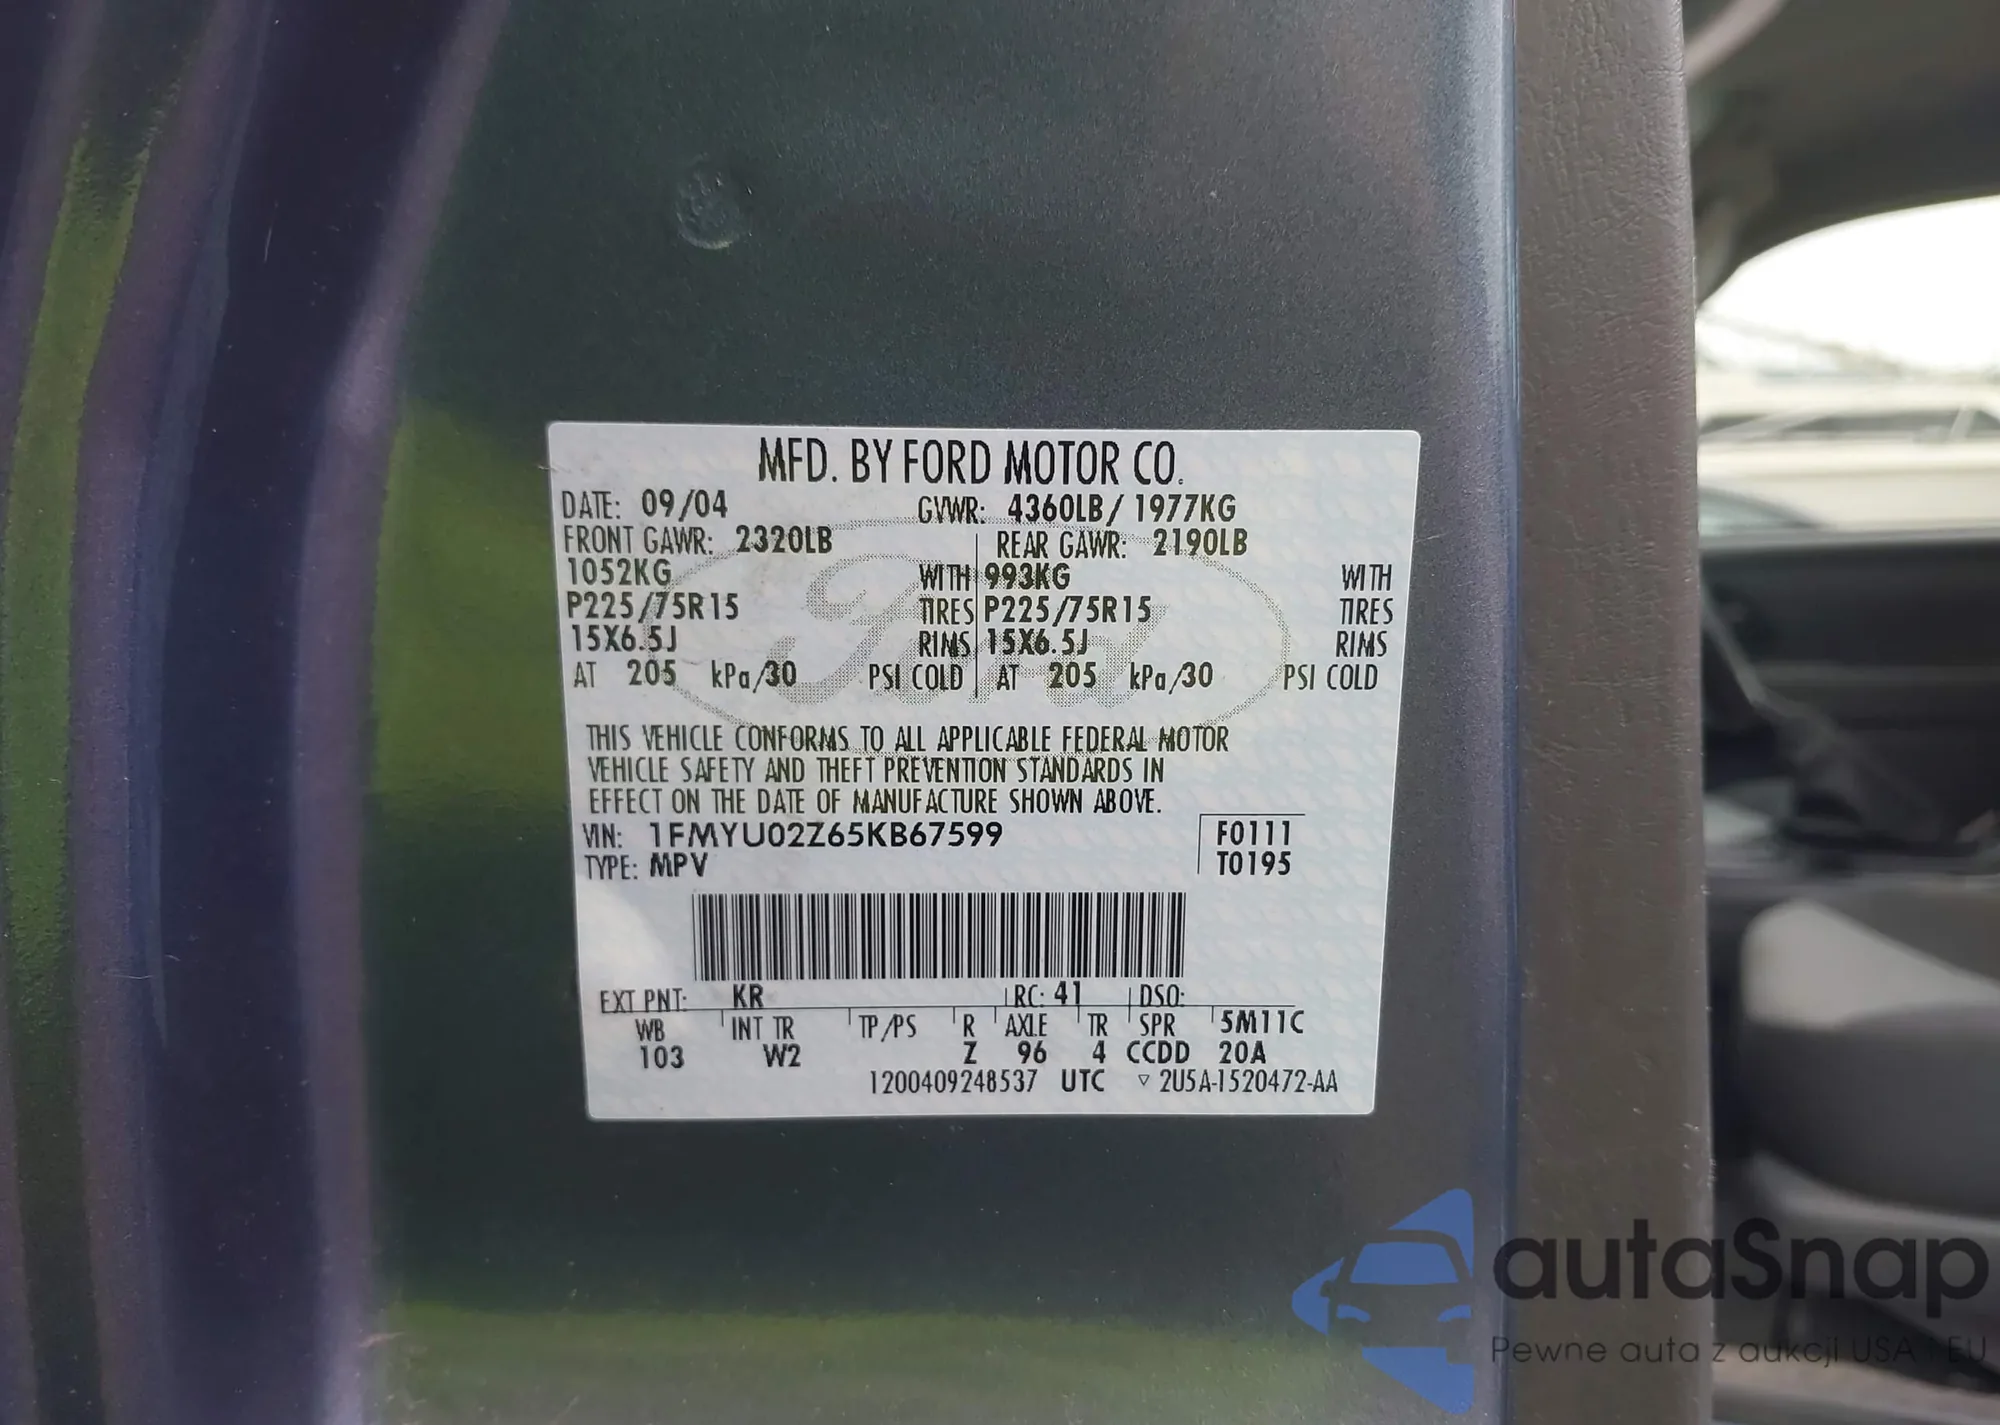 MFD. BY FORD MOTOR CO.
DATE: 09/04 GVWR: 4360LB/ 1977KG
FRONT GAWR: 2320LB REAR GAWR: 2190LB
1052KG WITH 993KG WITH
P225/75R15 TIRES P225/75R15 TIRES
15X6.5J RIMS 15X6.5J RIMS
AT 205 kPa/30 PSI COLD AT 205 kPa/30 PSI COLD
Ford
THIS VEHICLE CONFORMS TO ALL APPLICABLE FEDERAL MOTOR
VEHICLE SAFETY AND THEFT PREVENTION STANDARDS IN
EFFECT ON THE DATE OF MANUFACTURE SHOWN ABOVE.
VIN: 1FMYU02Z65KB67599 F0111
TYPE: MPV T0195
EXT PNT: KR RC: 41 DSO:
WB INT TR TP/PS R AXLE TR SPR 5M11C
103 W2 Z 96 4 CCDD 20A
1200409248537 UTC ▽ 2U5A-1520472-AA
autaSnap
Pewne auta z aukcji USA i EU